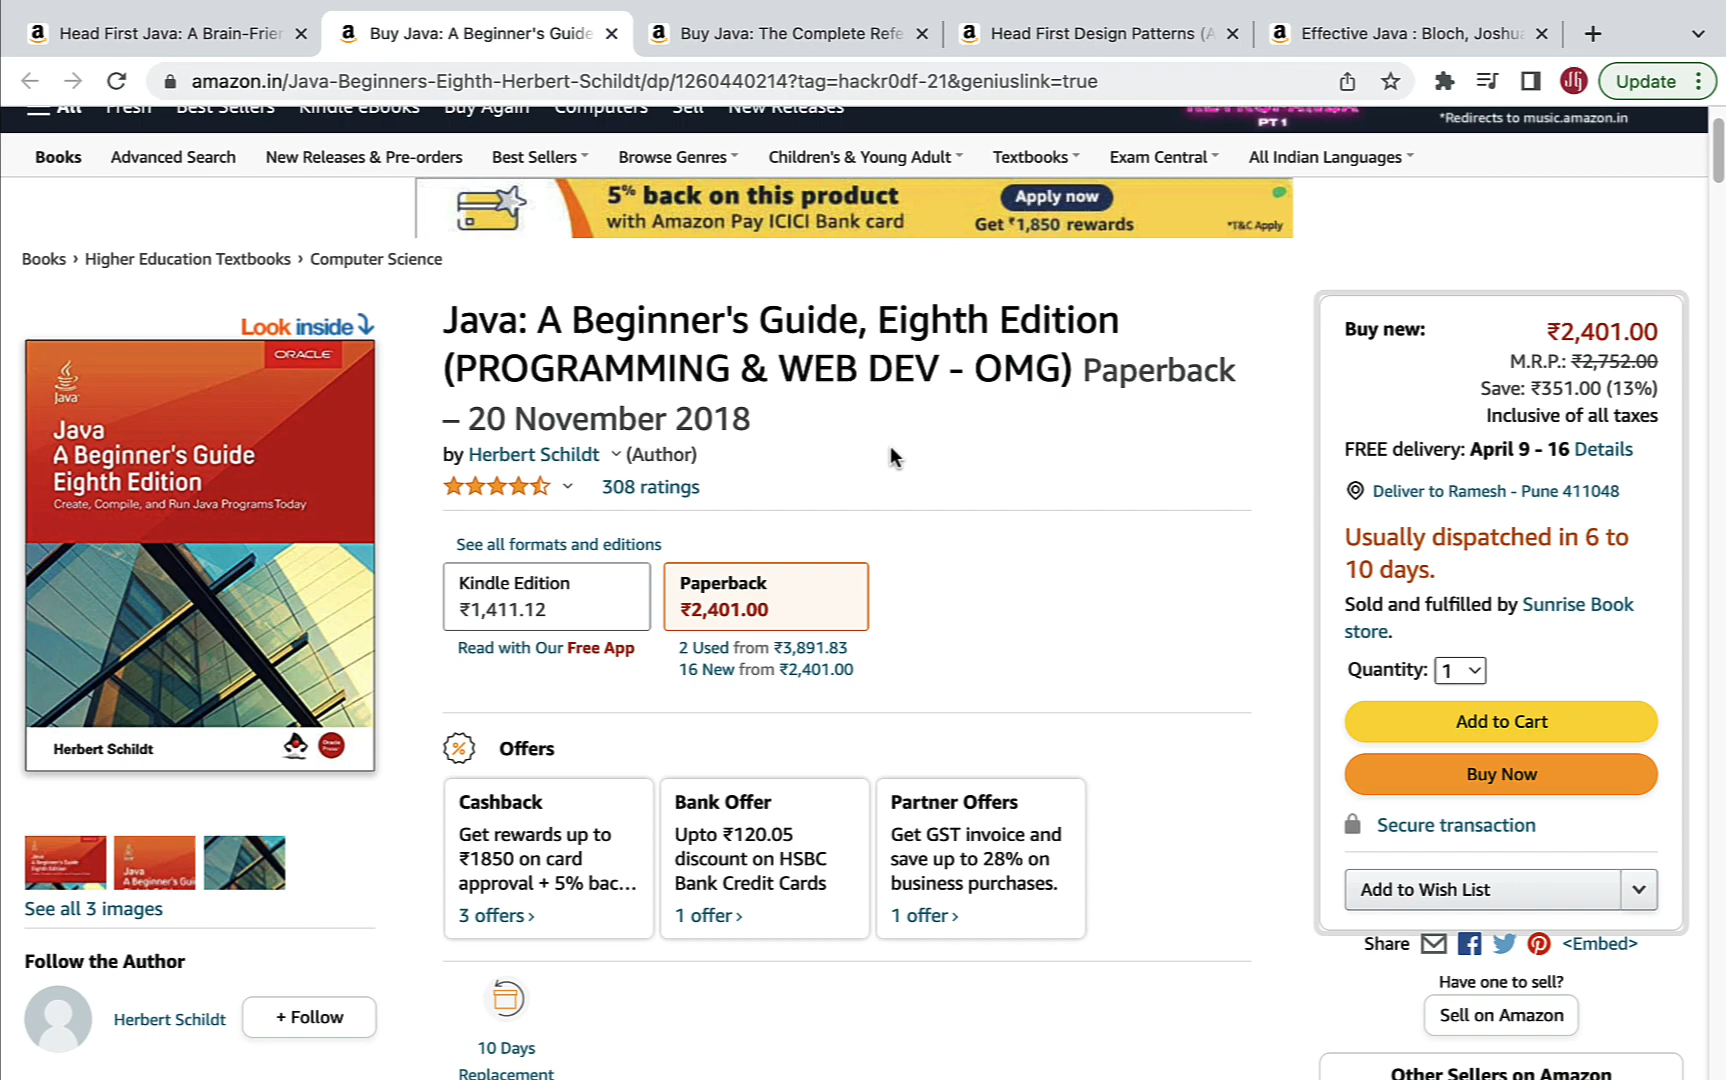 Head First Java: A Brain-Frier
Buy Java: A Beginner's Guide
Buy Java: The Complete Refe
Head First Design Patterns (A
Effective Java : Bloch, Joshua
amazon.in/Java-Beginners-Eighth-Herbert-Schildt/dp/1260440214?tag=hackr0df-21&geniuslink=true
Update
All Fresh Best Sellers Kindle eBooks Buy Again Computers Sell New Releases
PT 1
*Redirects to music.amazon.in
Books Advanced Search New Releases & Pre-orders Best Sellers Browse Genres Children's & Young Adult Textbooks Exam Central All Indian Languages
5% back on this product
with Amazon Pay ICICI Bank card
Apply now
Get ₹1,850 rewards
*T&C Apply
Books › Higher Education Textbooks › Computer Science
Look inside
ORACLE
Java
Java
A Beginner's Guide
Eighth Edition
Create, Compile, and Run Java Programs Today
Herbert Schildt
See all 3 images
Follow the Author
Herbert Schildt
+ Follow
Java: A Beginner's Guide, Eighth Edition
(PROGRAMMING & WEB DEV - OMG) Paperback
– 20 November 2018
by Herbert Schildt (Author)
308 ratings
See all formats and editions
Kindle Edition
₹1,411.12
Paperback
₹2,401.00
Read with Our Free App
2 Used from ₹3,891.83
16 New from ₹2,401.00
Offers
Cashback
Get rewards up to
₹1850 on card
approval + 5% bac...
3 offers ›
Bank Offer
Upto ₹120.05
discount on HSBC
Bank Credit Cards
1 offer ›
Partner Offers
Get GST invoice and
save up to 28% on
business purchases.
1 offer ›
10 Days
Replacement
Buy new: ₹2,401.00
M.R.P.: ₹2,752.00
Save: ₹351.00 (13%)
Inclusive of all taxes
FREE delivery: April 9 - 16 Details
Deliver to Ramesh - Pune 411048
Usually dispatched in 6 to
10 days.
Sold and fulfilled by Sunrise Book
store.
Quantity: 1
Add to Cart
Buy Now
Secure transaction
Add to Wish List
Share <Embed>
Have one to sell?
Sell on Amazon
Other Sellers on Amazon